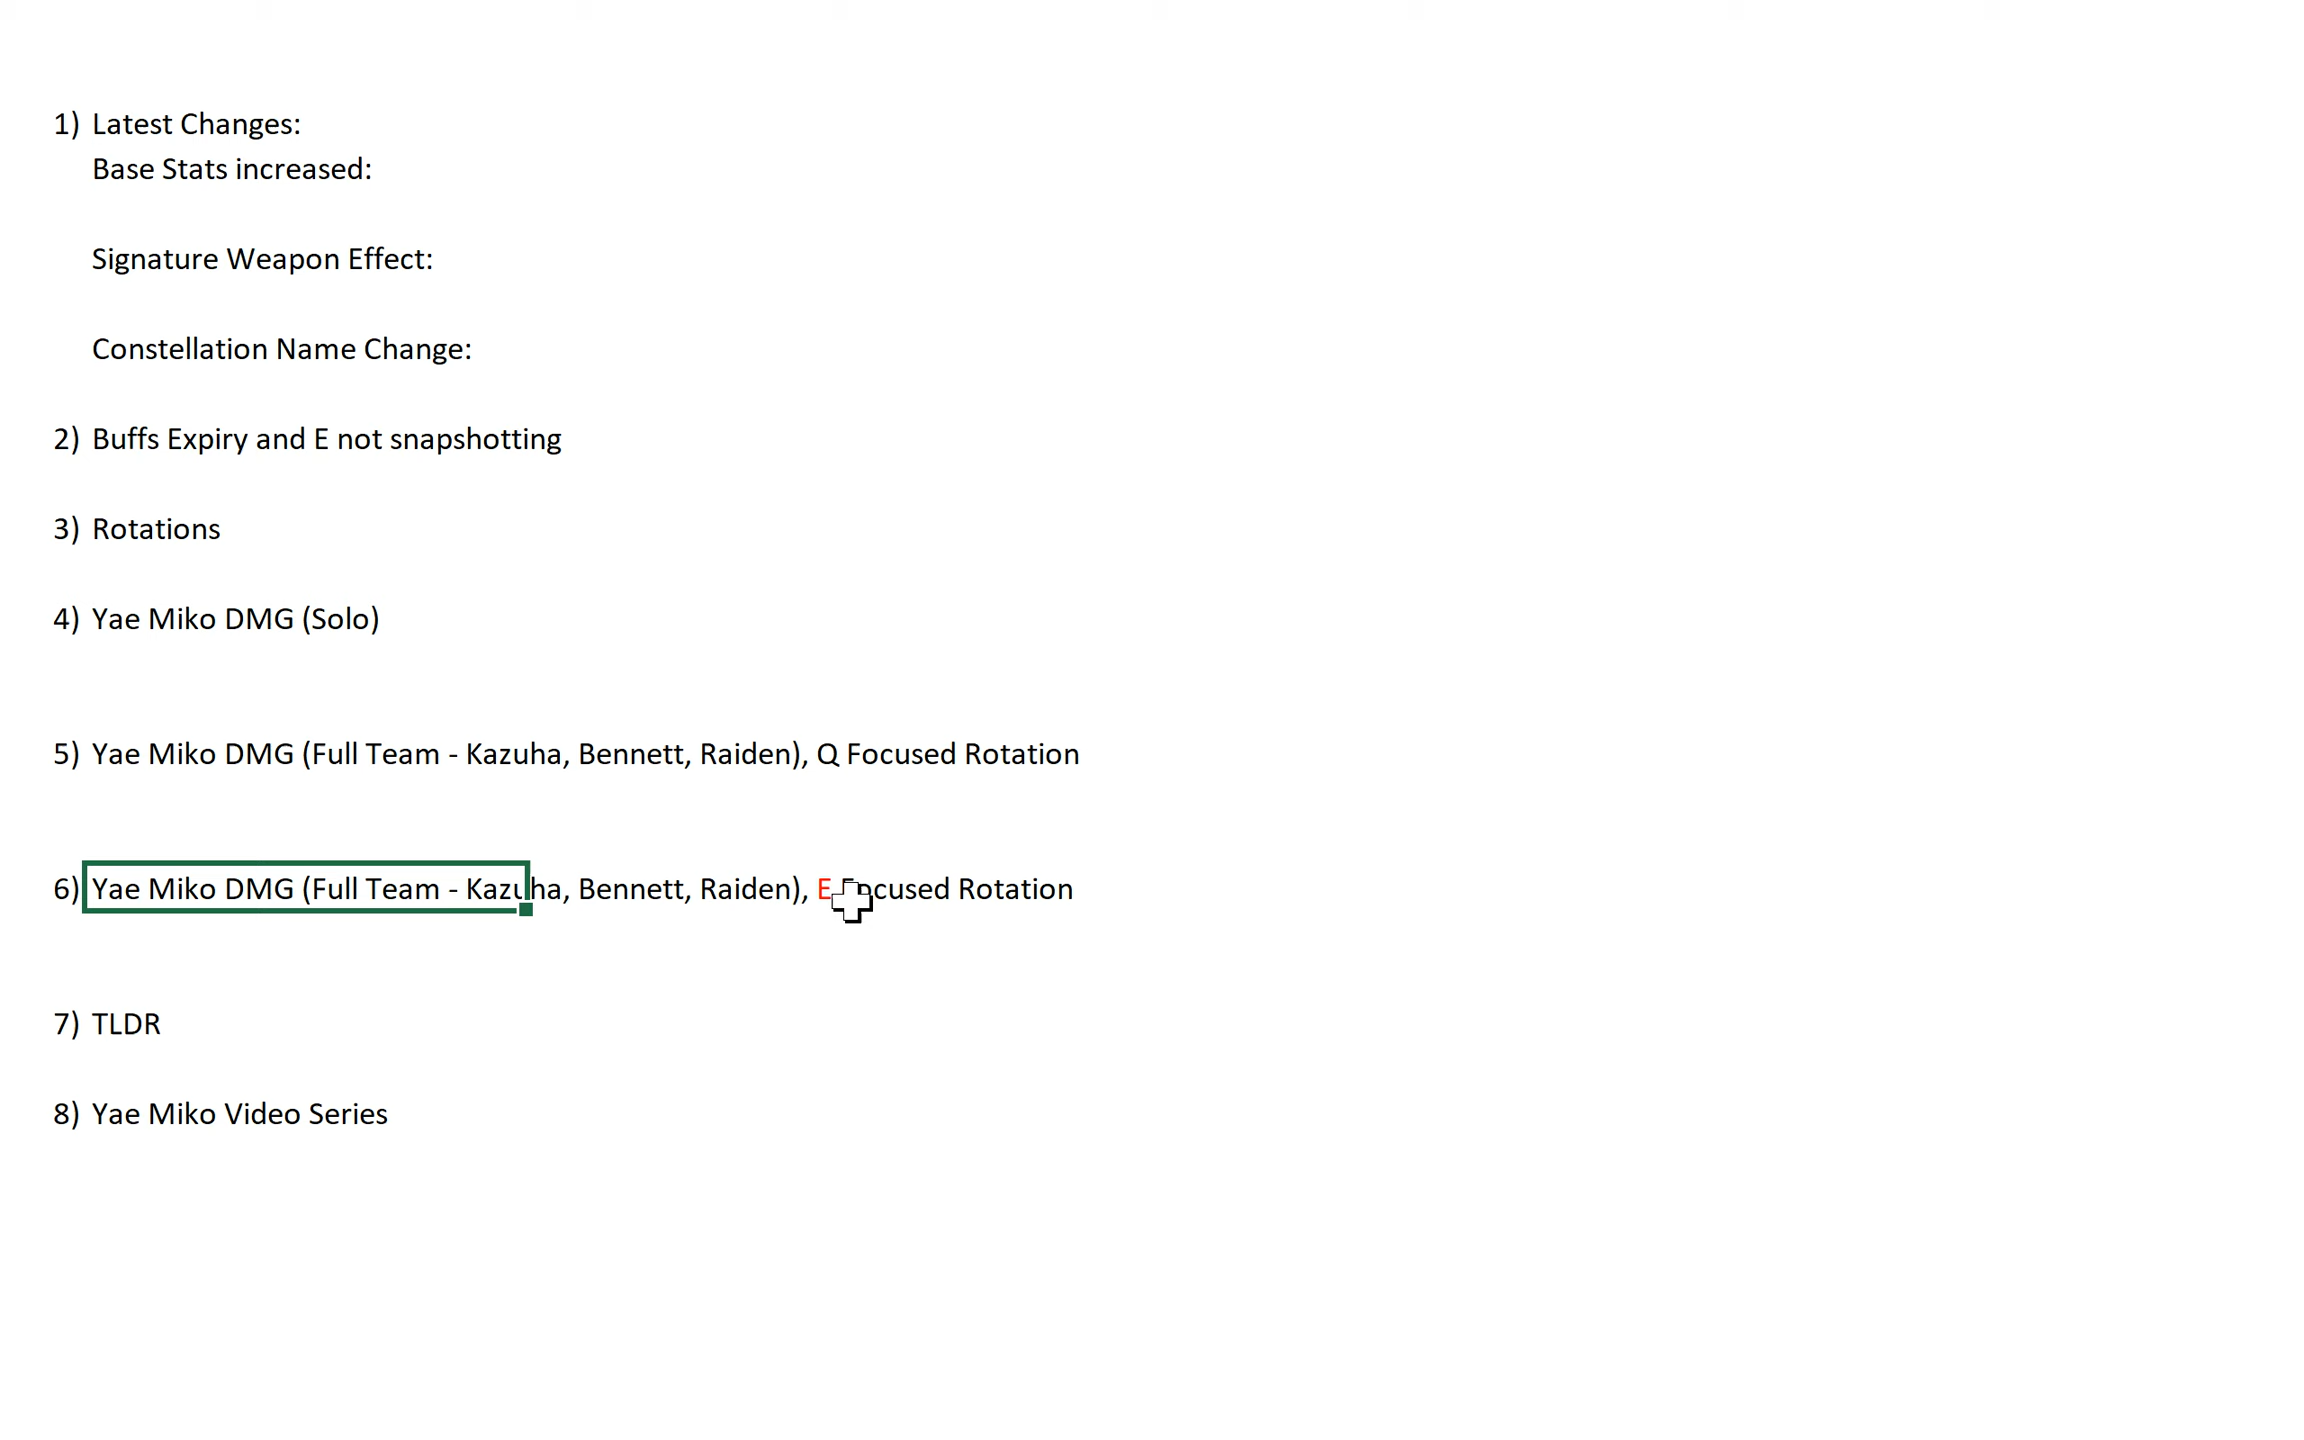 1) Latest Changes:
Base Stats increased:
Signature Weapon Effect:
Constellation Name Change:
2) Buffs Expiry and E not snapshotting
3) Rotations
4) Yae Miko DMG (Solo)
5) Yae Miko DMG (Full Team - Kazuha, Bennett, Raiden), Q Focused Rotation
6) Yae Miko DMG (Full Team - Kazuha, Bennett, Raiden), E Focused Rotation
7) TLDR
8) Yae Miko Video Series